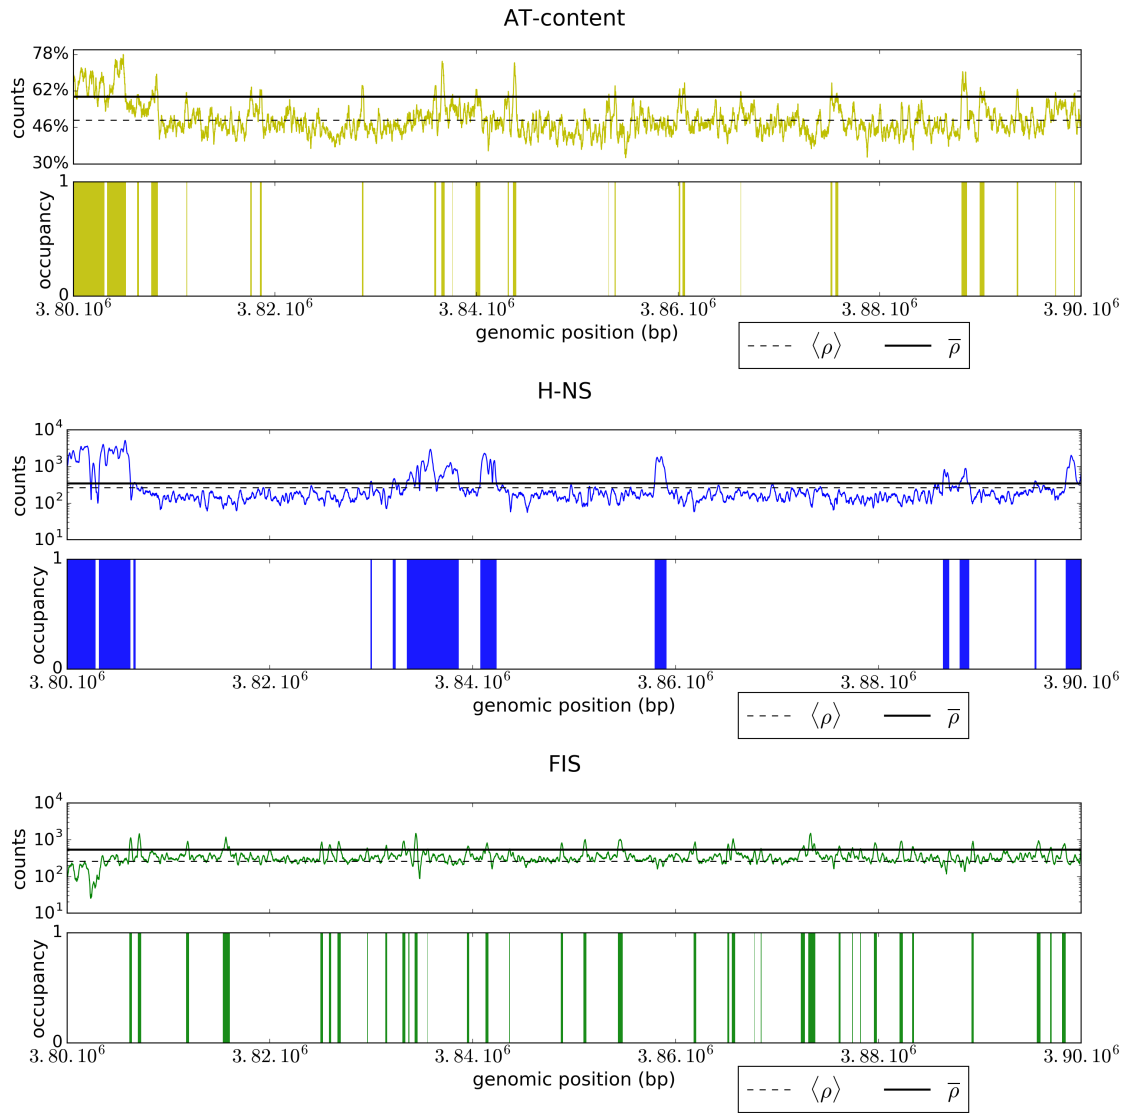 AT-content
78%
62%
46%
30%
counts
1
0
occupancy
3.80.10^6 3.82.10^6 3.84.10^6 3.86.10^6 3.88.10^6 3.90.10^6
genomic position (bp)
⟨ρ⟩ ρ̅
H-NS
10^4
10^3
10^2
10^1
counts
1
0
occupancy
3.80.10^6 3.82.10^6 3.84.10^6 3.86.10^6 3.88.10^6 3.90.10^6
genomic position (bp)
⟨ρ⟩ ρ̅
FIS
10^4
10^3
10^2
10^1
counts
1
0
occupancy
3.80.10^6 3.82.10^6 3.84.10^6 3.86.10^6 3.88.10^6 3.90.10^6
genomic position (bp)
⟨ρ⟩ ρ̅